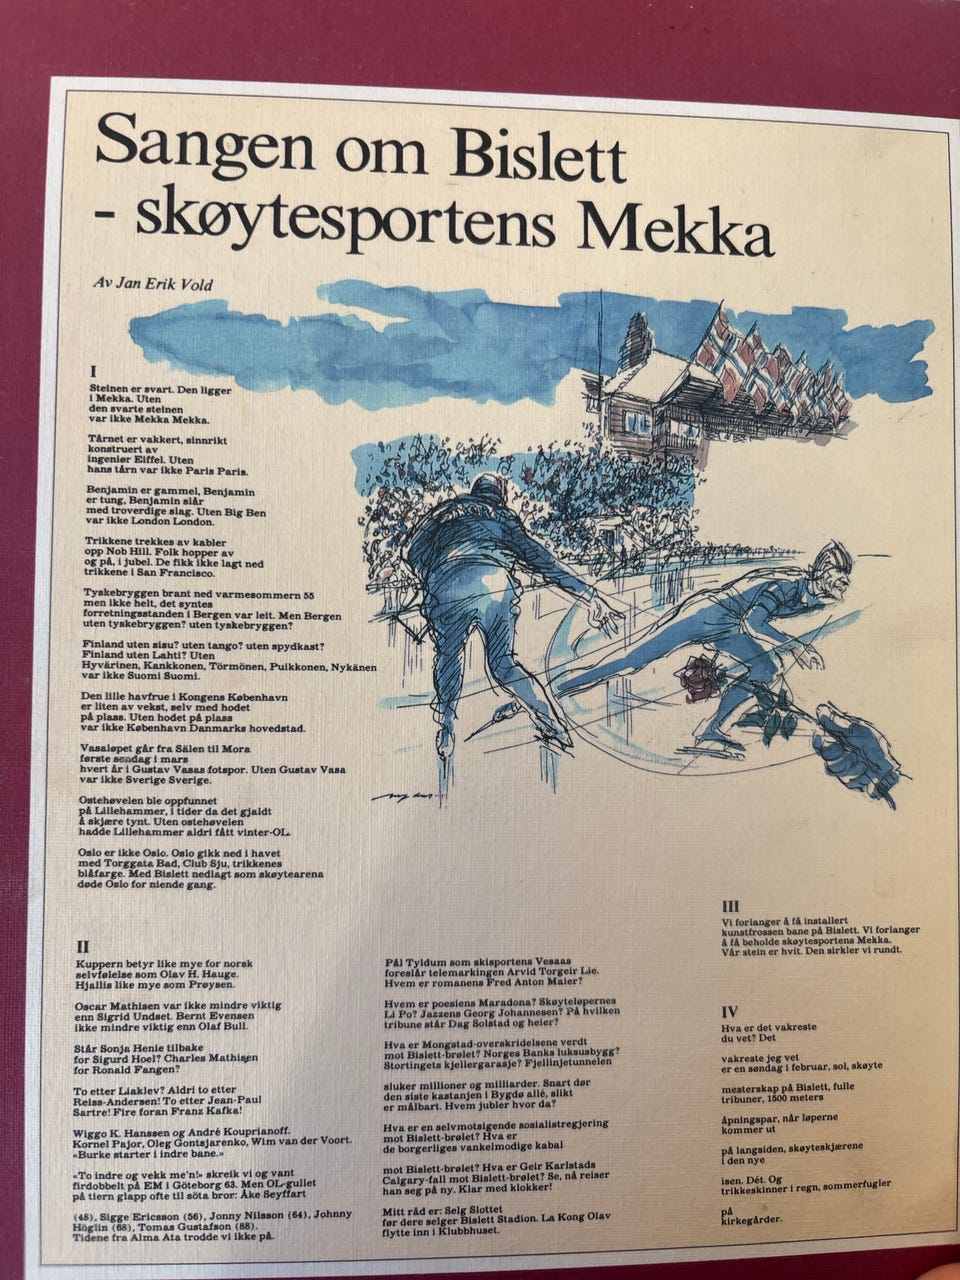 Sangen om Bislett
- skøytesportens Mekka
Av Jan Erik Vold
I
Steinen er svart. Den ligger
i Mekka. Uten
den svarte steinen
var ikke Mekka Mekka.
Tårnet er vakkert, sinnrikt
konstruert av
ingeniør Eiffel. Uten
hans tårn var ikke Paris Paris.
Benjamin er gammel, Benjamin
er tung, Benjamin slår
med troverdige slag. Uten Big Ben
var ikke London London.
Trikkene trekkes av kabler
opp Nob Hill. Folk hopper av
og på, i jubel. De fikk ikke lagt ned
trikkene i San Francisco.
Tyskebryggen brant ned varmesommern 55
men ikke helt, det syntes
forretningsstanden i Bergen var leit. Men Bergen
uten tyskebryggen? uten tyskebryggen?
Finland uten sisu? uten tango? uten spydkast?
Finland uten Lahti? Uten
Hyvärinen, Kankkonen, Törmönen, Puikkonen, Nykänen
var ikke Suomi Suomi.
Den lille havfrue i Kongens København
er liten av vekst, selv med hodet
på plass. Uten hodet på plass
var ikke København Danmarks hovedstad.
Vasaløpet går fra Sälen til Mora
første søndag i mars
hvert år i Gustav Vasas fotspor. Uten Gustav Vasa
var ikke Sverige Sverige.
Ostehøvelen ble oppfunnet
på Lillehammer, i tider da det gjaldt
å skjære tynt. Uten ostehøvelen
hadde Lillehammer aldri fått vinter-OL.
Oslo er ikke Oslo. Oslo gikk ned i havet
med Torggata Bad, Club Sju, trikkenes
blåfarge. Med Bislett nedlagt som skøytearena
døde Oslo for niende gang.
II
Kuppern betyr like mye for norsk
selvfølelse som Olav H. Hauge.
Hjallis like mye som Prøysen.
Oscar Mathisen var ikke mindre viktig
enn Sigrid Undset. Bernt Evensen
ikke mindre viktig enn Olaf Bull.
Står Sonja Henie tilbake
for Sigurd Hoel? Charles Mathisen
for Ronald Fangen?
To etter Liaklev? Aldri to etter
Reiss-Andersen! To etter Jean-Paul
Sartre! Fire foran Franz Kafka!
Wiggo K. Hanssen og André Kouprianoff.
Kornel Pajor, Oleg Gontsjarenko, Wim van der Voort.
«Burke starter i indre bane.»
«To indre og vekk me'n!» skreik vi og vant
firdobbelt på EM i Göteborg 63. Men OL-gullet
på tiern glapp ofte til söta bror: Åke Seyffart
(48), Sigge Ericsson (56), Jonny Nilsson (64), Johnny
Höglin (68), Tomas Gustafson (88).
Tidene fra Alma Ata trodde vi ikke på.
Pål Tyldum som skisportens Vesaas
foreslår telemarkingen Arvid Torgeir Lie.
Hvem er romanens Fred Anton Maier?
Hvem er poesiens Maradona? Skøyteløpernes
Li Po? Jazzens Georg Johannesen? På hvilken
tribune står Dag Solstad og heier?
Hva er Mongstad-overskridelsene verdt
mot Bislett-brølet? Norges Banks luksusbygg?
Stortingets kjellergarasje? Fjellinjetunnelen
sluker millioner og milliarder. Snart dør
den siste kastanjen i Bygdø allé, slikt
er målbart. Hvem jubler hvor da?
Hva er en selvmotsigende sosialistregjering
mot Bislett-brølet? Hva er
de borgerliges vankelmodige kabal
mot Bislett-brølet? Hva er Geir Karlstads
Calgary-fall mot Bislett-brølet? Se, nå reiser
han seg på ny. Klar med klokker!
Mitt råd er: Selg Slottet
før dere selger Bislett Stadion. La Kong Olav
flytte inn i Klubbhuset.
III
Vi forlanger å få installert
kunstfrossen bane på Bislett. Vi forlanger
å få beholde skøytesportens Mekka.
Vår stein er hvit. Den sirkler vi rundt.
IV
Hva er det vakreste
du vet? Det
vakreste jeg vet
er en søndag i februar, sol, skøyte
mesterskap på Bislett, fulle
tribuner, 1500 meters
åpningspar, når løperne
kommer ut
på langsiden, skøyteskjærene
i den nye
isen. Dét. Og
trikkeskinner i regn, sommerfugler
på
kirkegårder.